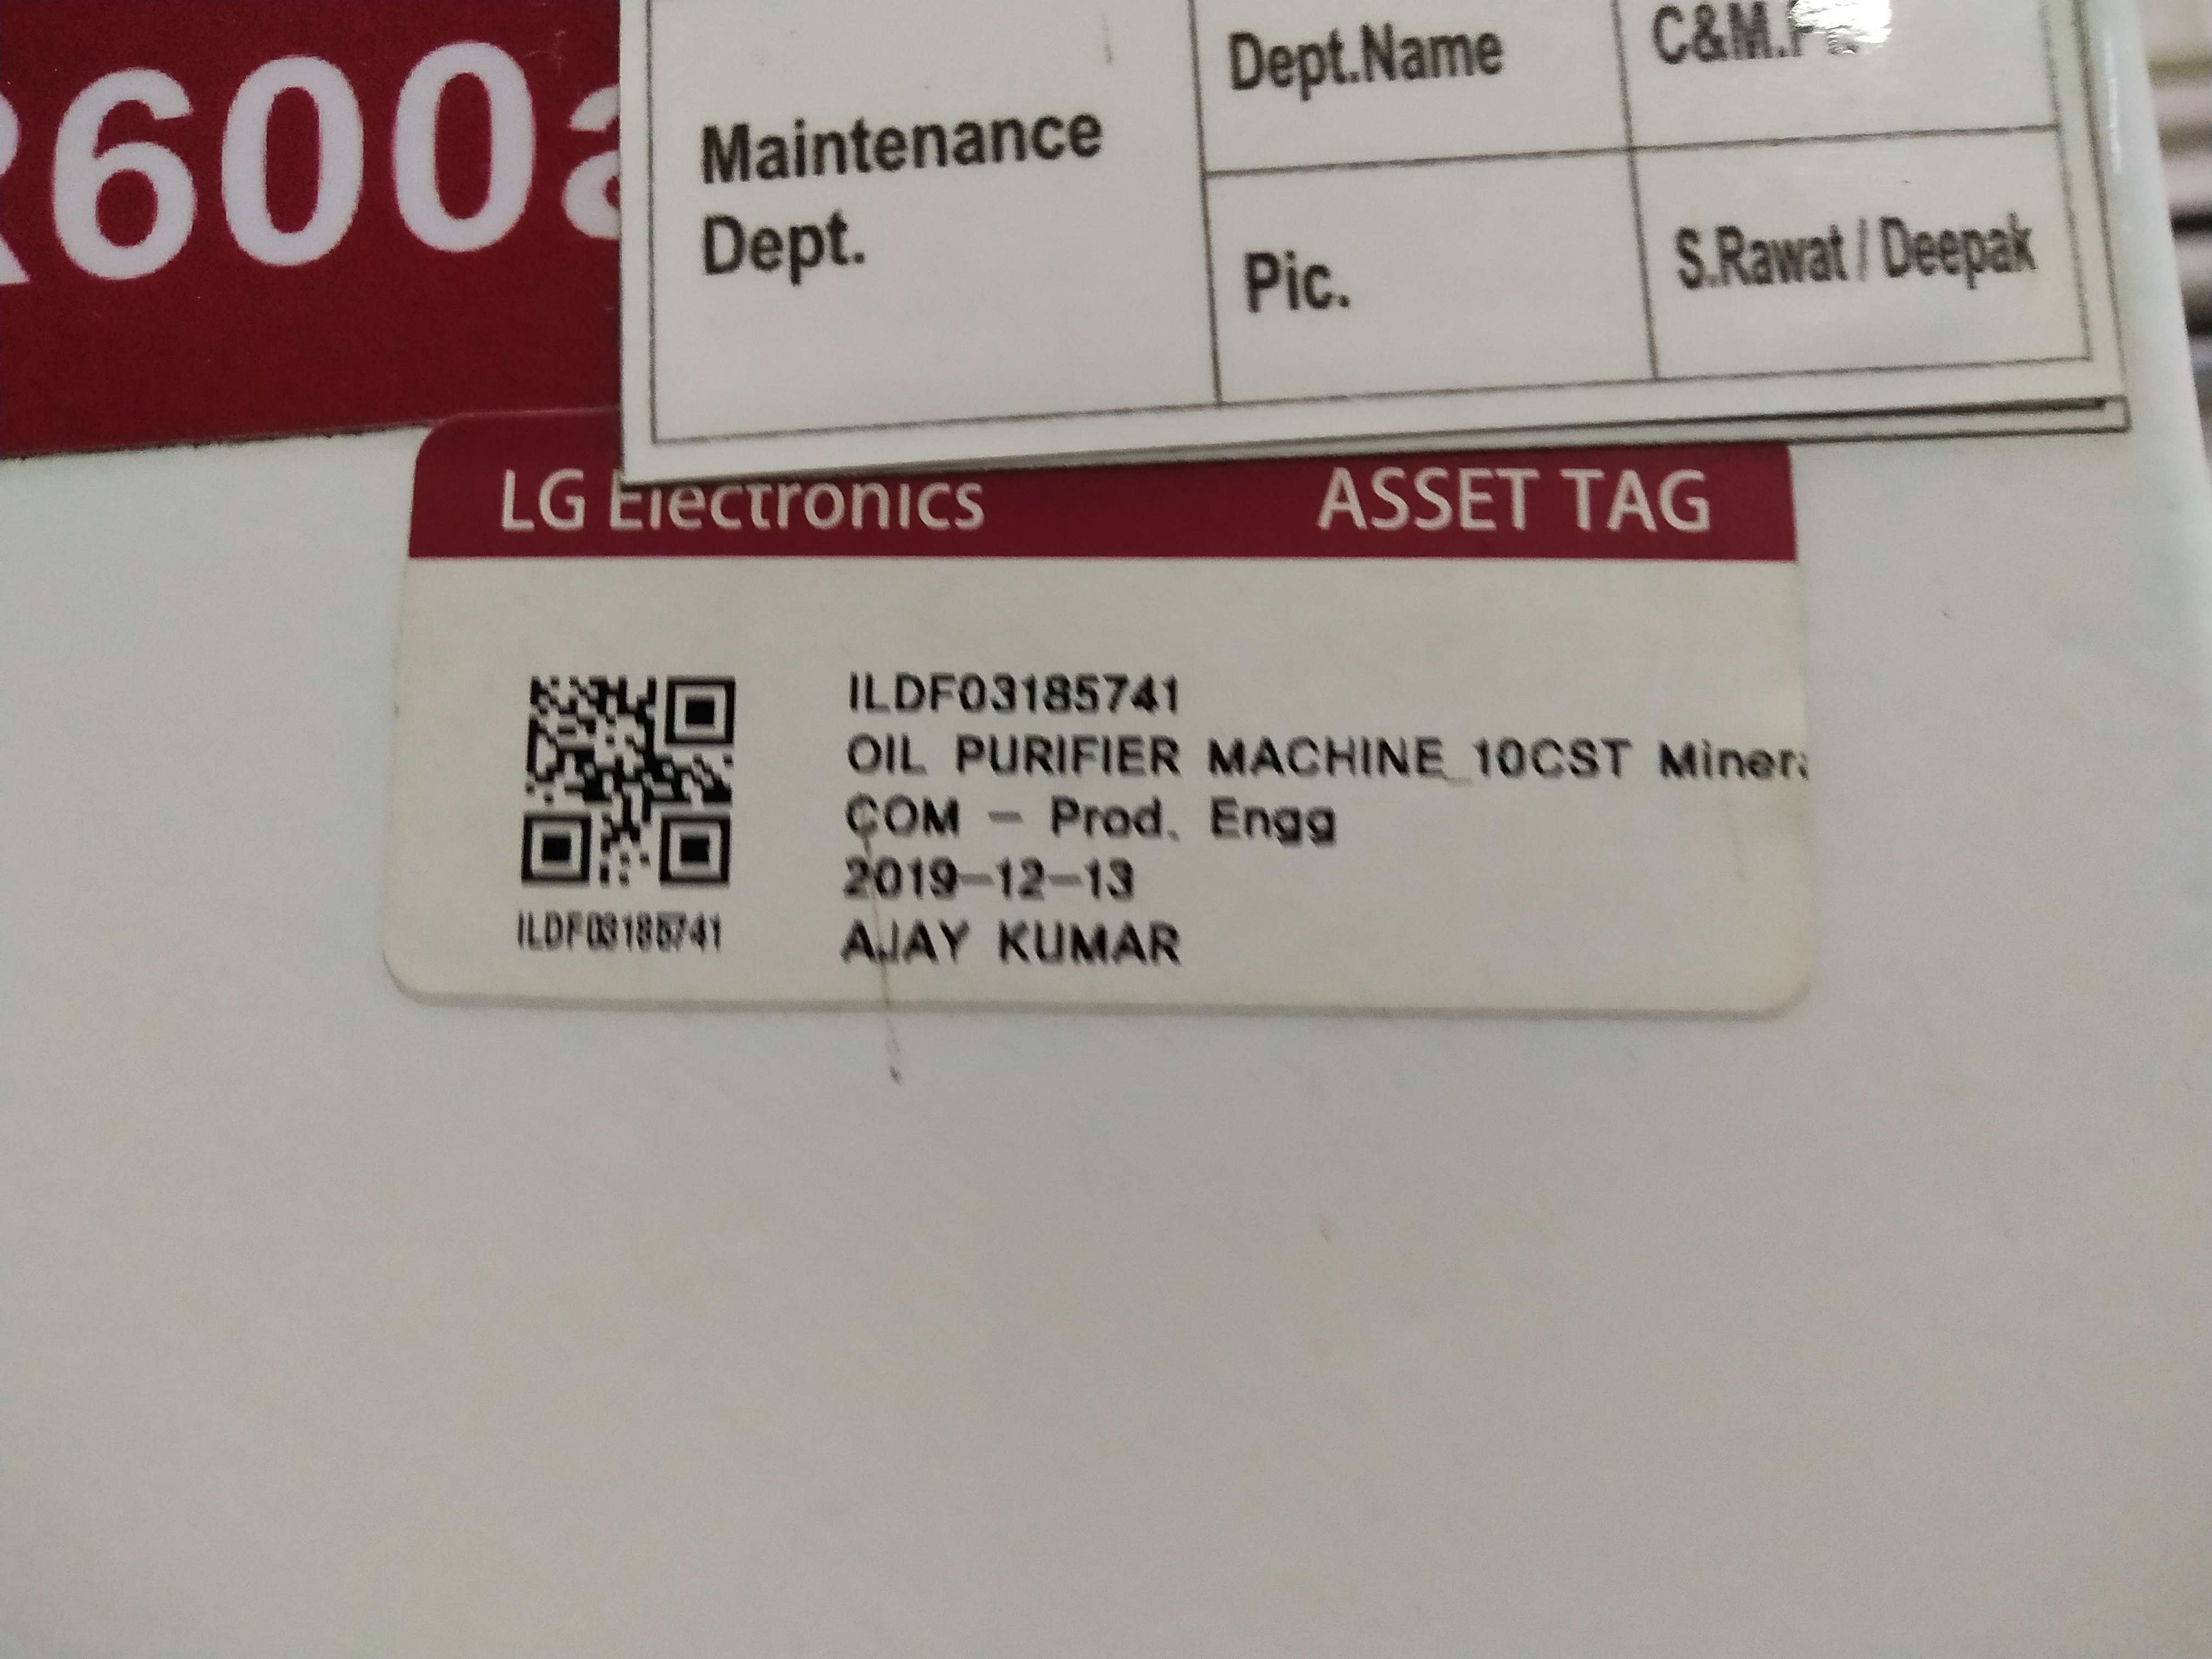 R600a
Maintenance
Dept.
Dept.Name
Pic.
S.Rawat / Deepak
LG Electronics ASSET TAG
ILDF03185741
OIL PURIFIER MACHINE_10CST Minera
COM - Prod. Engg
2019-12-13
AJAY KUMAR
ILDF03185741